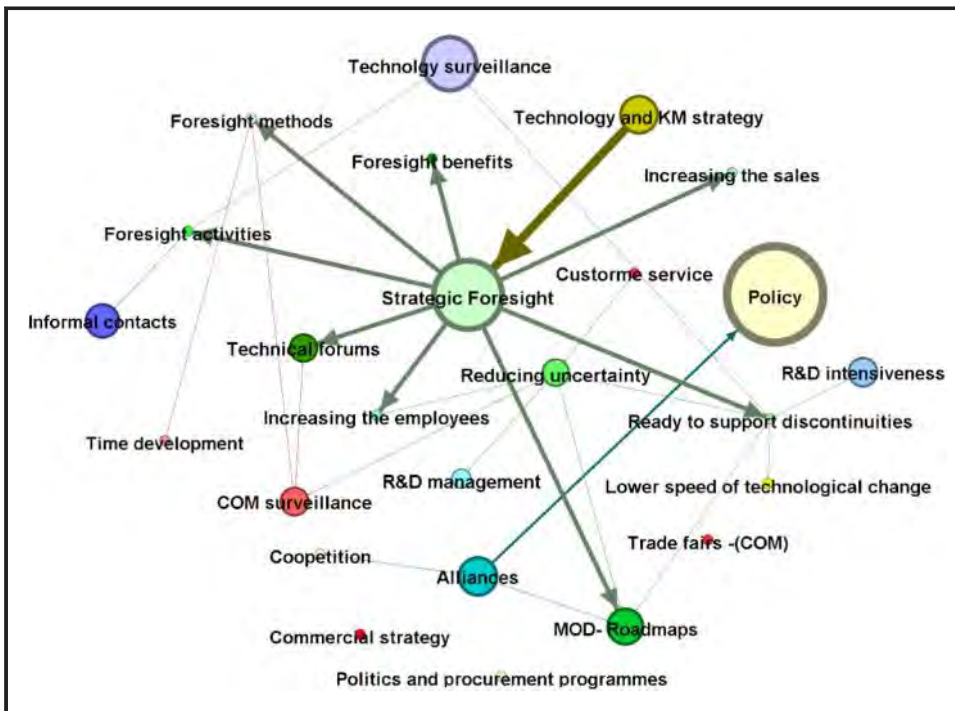 Technolgy surveillance
Foresight methods
Technology and KM strategy
Foresight benefits
Increasing the sales
Foresight activities
Custome service
Strategic Foresight
Policy
Informal contacts
Technical forums
Reducing uncertainty
R&D intensiveness
Increasing the employees
Ready to support discontinuities
Time development
R&D management
Lower speed of technological change
COM surveillance
Trade fairs -(COM)
Coopetition
Alliances
MOD- Roadmaps
Commercial strategy
Politics and procurement programmes